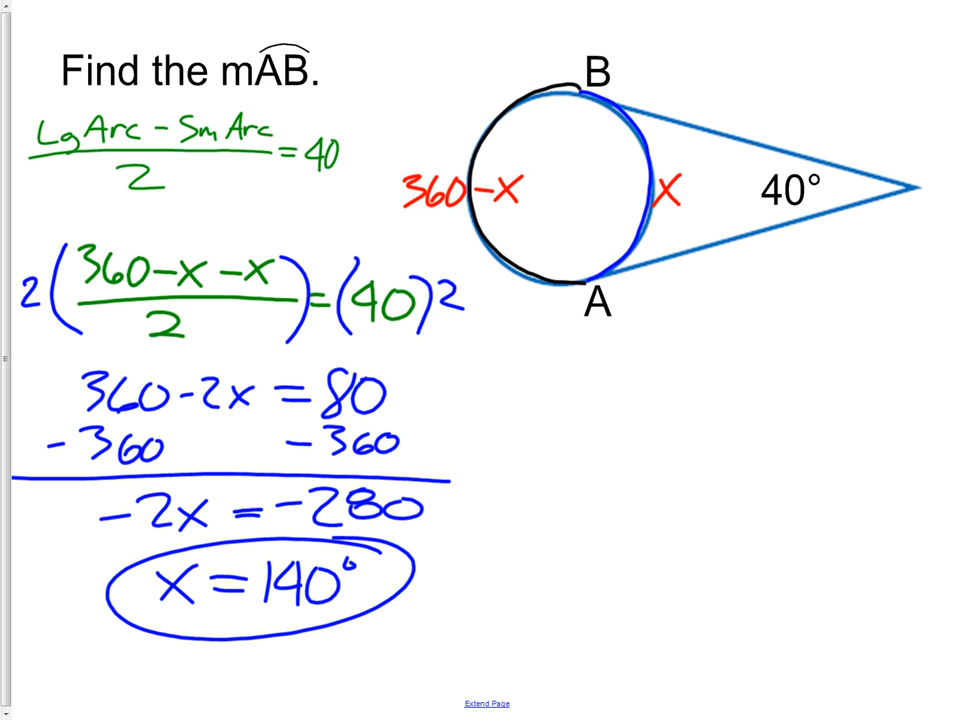 Find the mAB.
B
Lg Arc - Sm Arc
2
= 40
360-x
x
40°
A
2 ( 360-x-x / 2 ) = (40) 2
360-2x = 80
-360 -360
-2x = -280
x = 140°
Extend Page